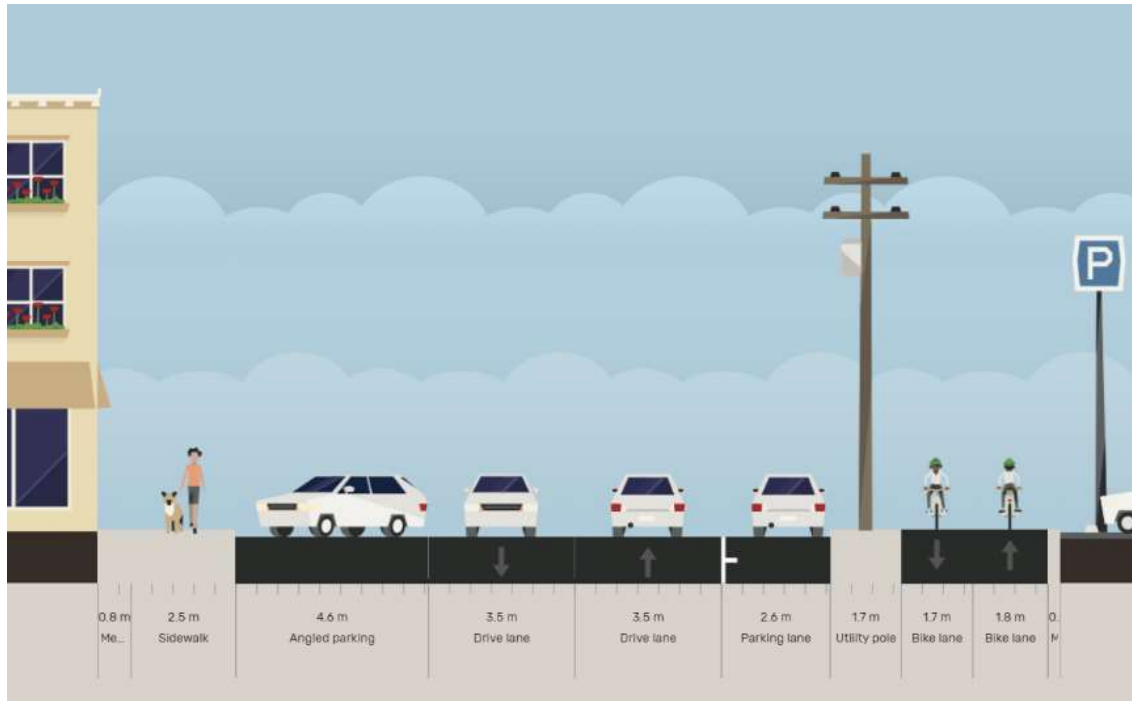 P
0.8 m
2.5 m
4.6 m
3.5 m
3.5 m
2.6 m
1.7 m
1.7 m
1.8 m
0.
Me...
Sidewalk
Angled parking
Drive lane
Drive lane
Parking lane
Utility pole
Bike lane
Bike lane
M